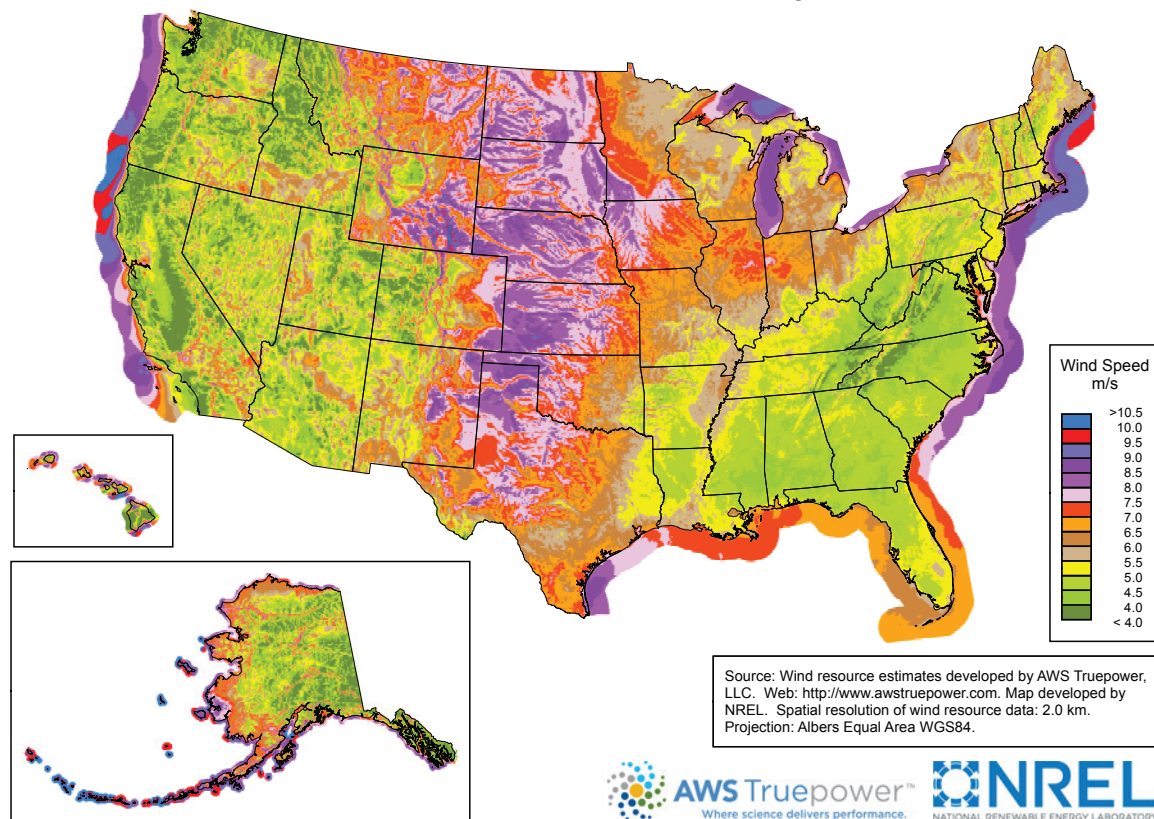 Wind Speed
m/s
>10.5
10.0
9.5
9.0
8.5
8.0
7.5
7.0
6.5
6.0
5.5
5.0
4.5
4.0
< 4.0
Source: Wind resource estimates developed by AWS Truepower,
LLC. Web: http://www.awstruepower.com. Map developed by
NREL. Spatial resolution of wind resource data: 2.0 km.
Projection: Albers Equal Area WGS84.
AWS Truepower™
Where science delivers performance.
NREL
NATIONAL RENEWABLE ENERGY LABORATORY